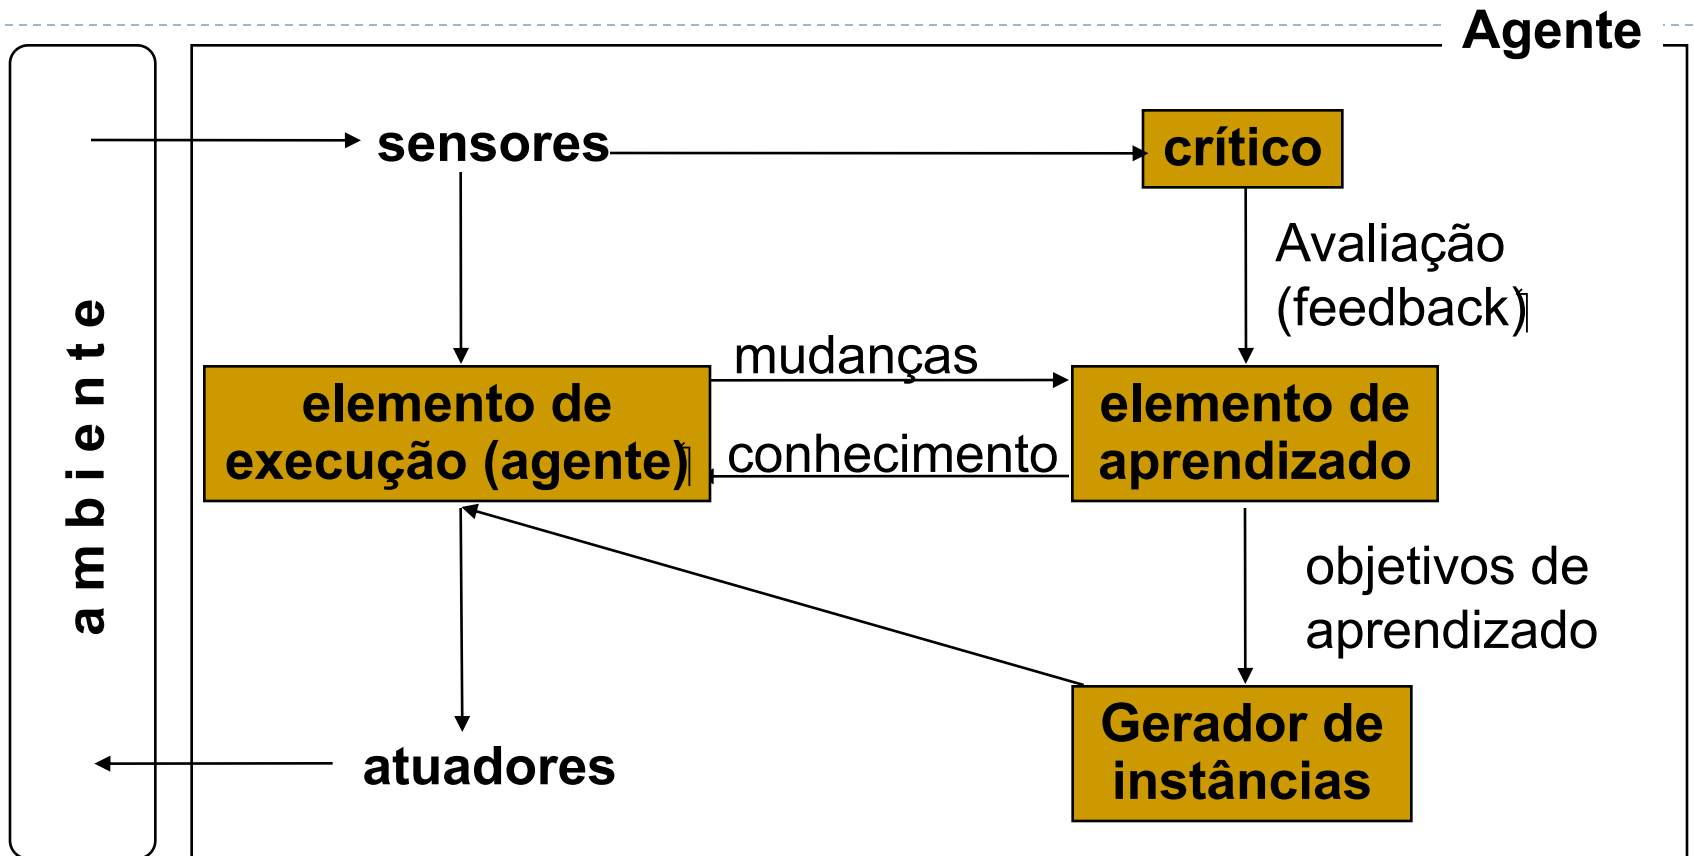 Agente
sensores
crítico
Avaliação
(feedback)
ambiente
mudanças
elemento de
execução (agente)
conhecimento
elemento de
aprendizado
objetivos de
aprendizado
Gerador de
instâncias
atuadores